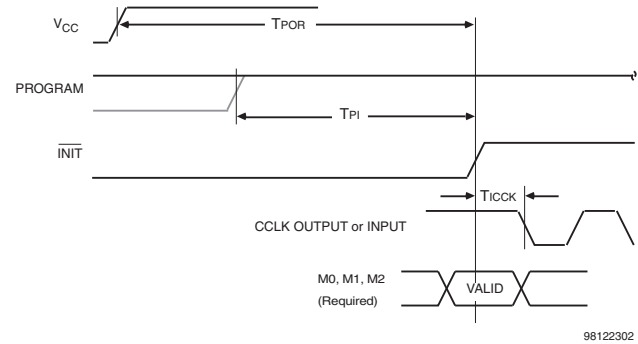 VCC
TPOR
PROGRAM
TPI
INIT
TICCK
CCLK OUTPUT or INPUT
M0, M1, M2
(Required)
VALID
98122302